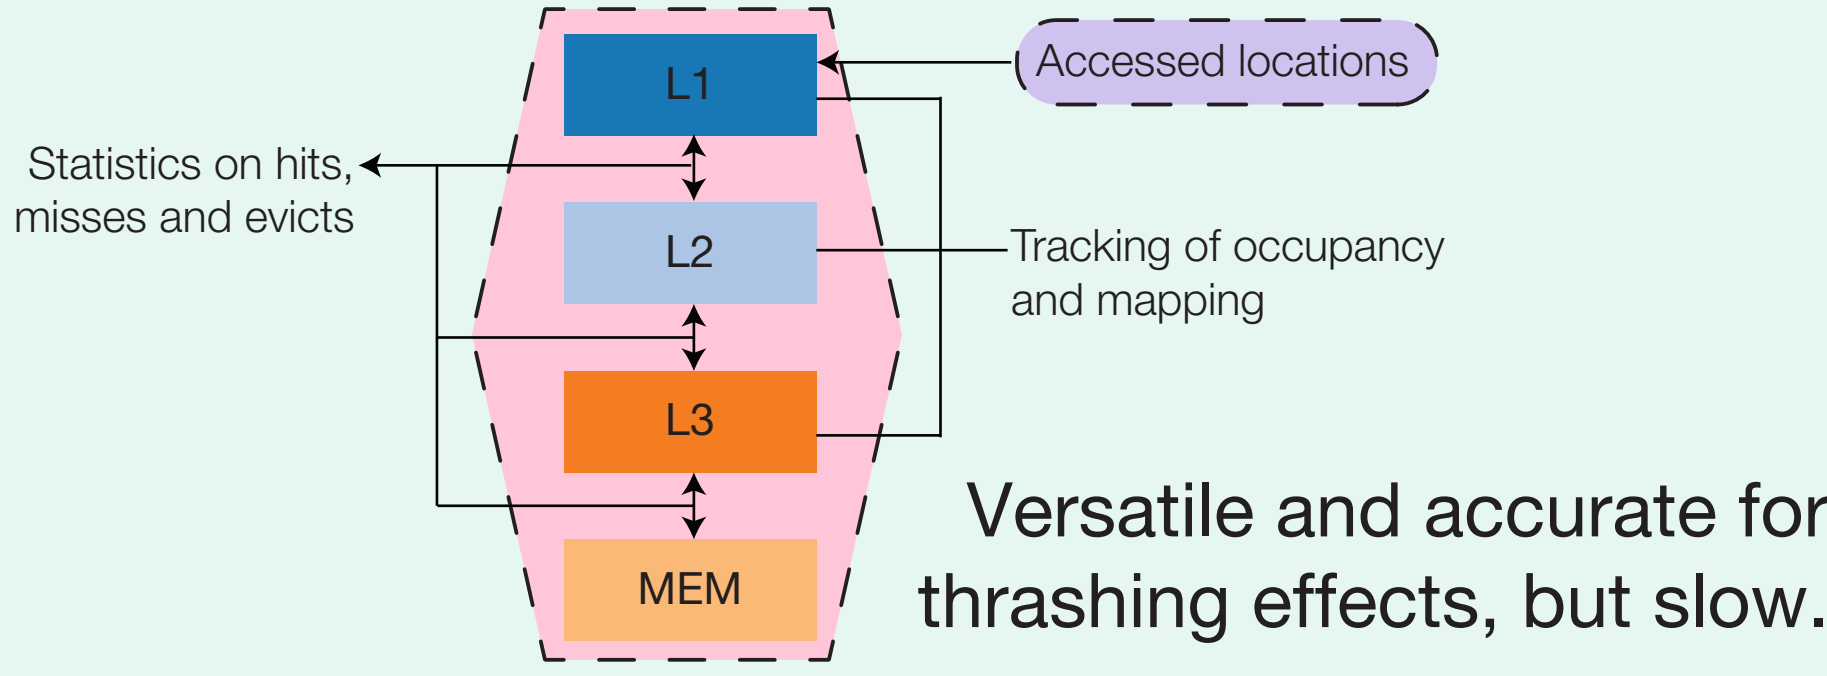 L1
Accessed locations
Statistics on hits,
misses and evicts
L2
Tracking of occupancy
and mapping
L3
MEM
Versatile and accurate for
thrashing effects, but slow.